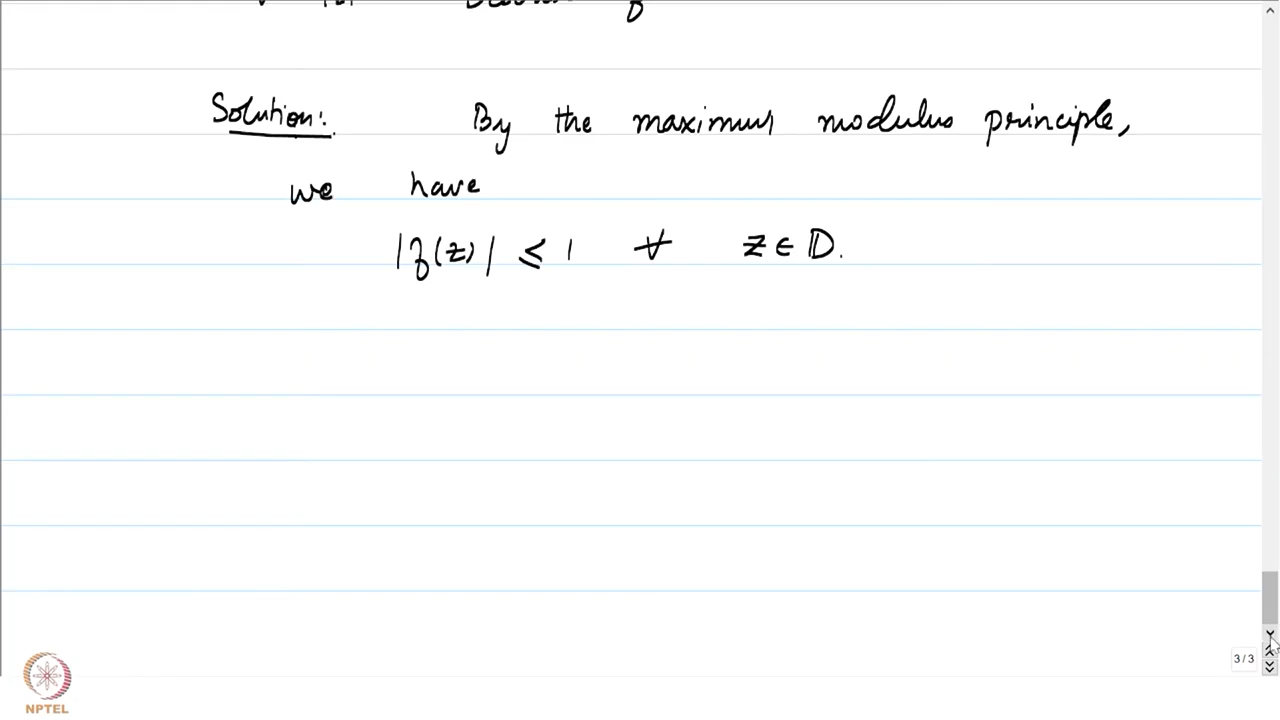 Solution:. By the maximum modulus principle,
we have
|f(z)| ≤ 1 ∀ z ∈ 𝔻.
3 / 3
NPTEL